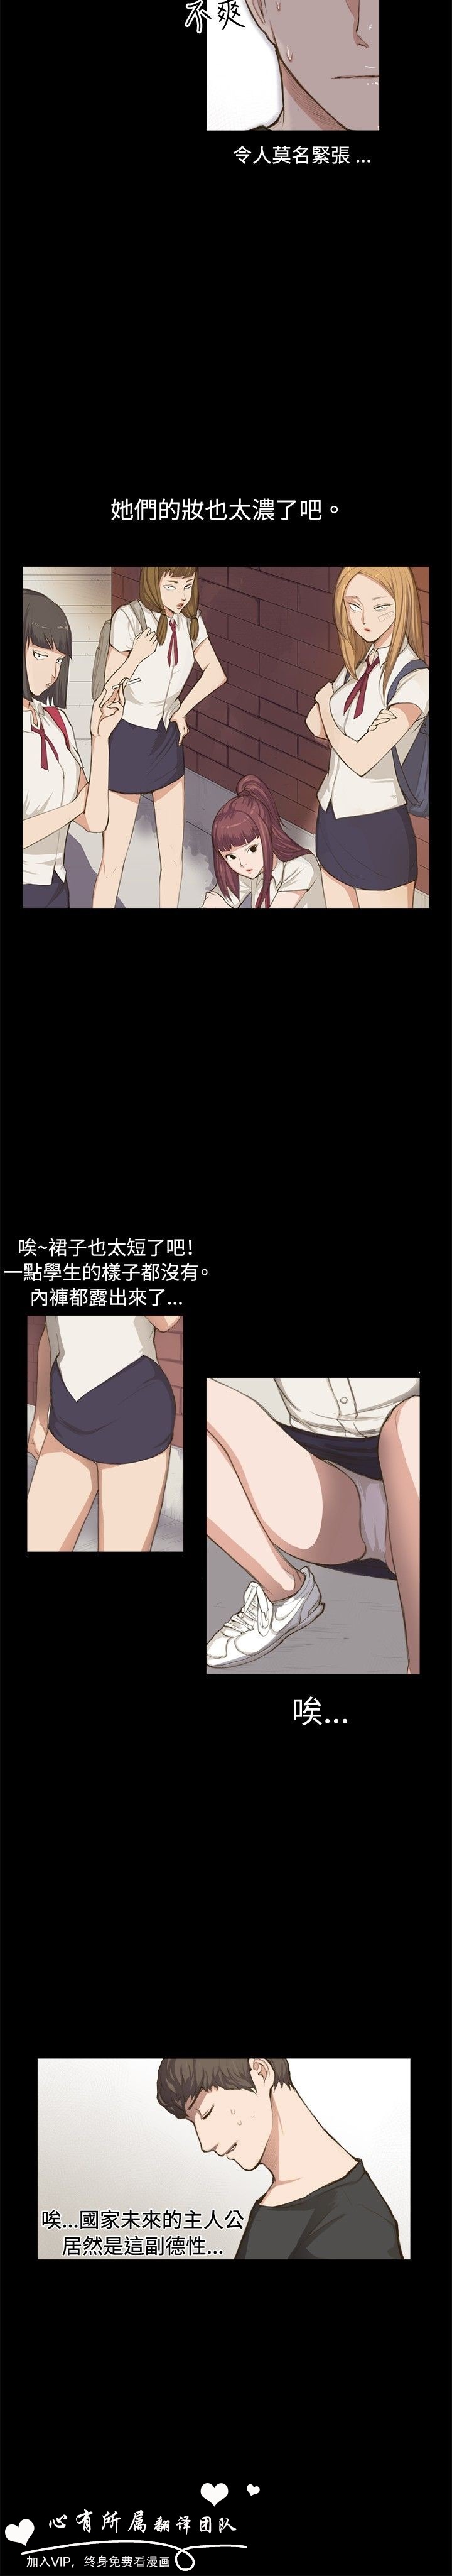 不爽
令人莫名緊張...
她們的妝也太濃了吧。
唉~裙子也太短了吧!
一點學生的樣子都沒有。
內褲都露出來了...
唉...
唉...國家未來的主人公
居然是這副德性...
心有所属翻译团队
加入VIP，终身免费看漫画